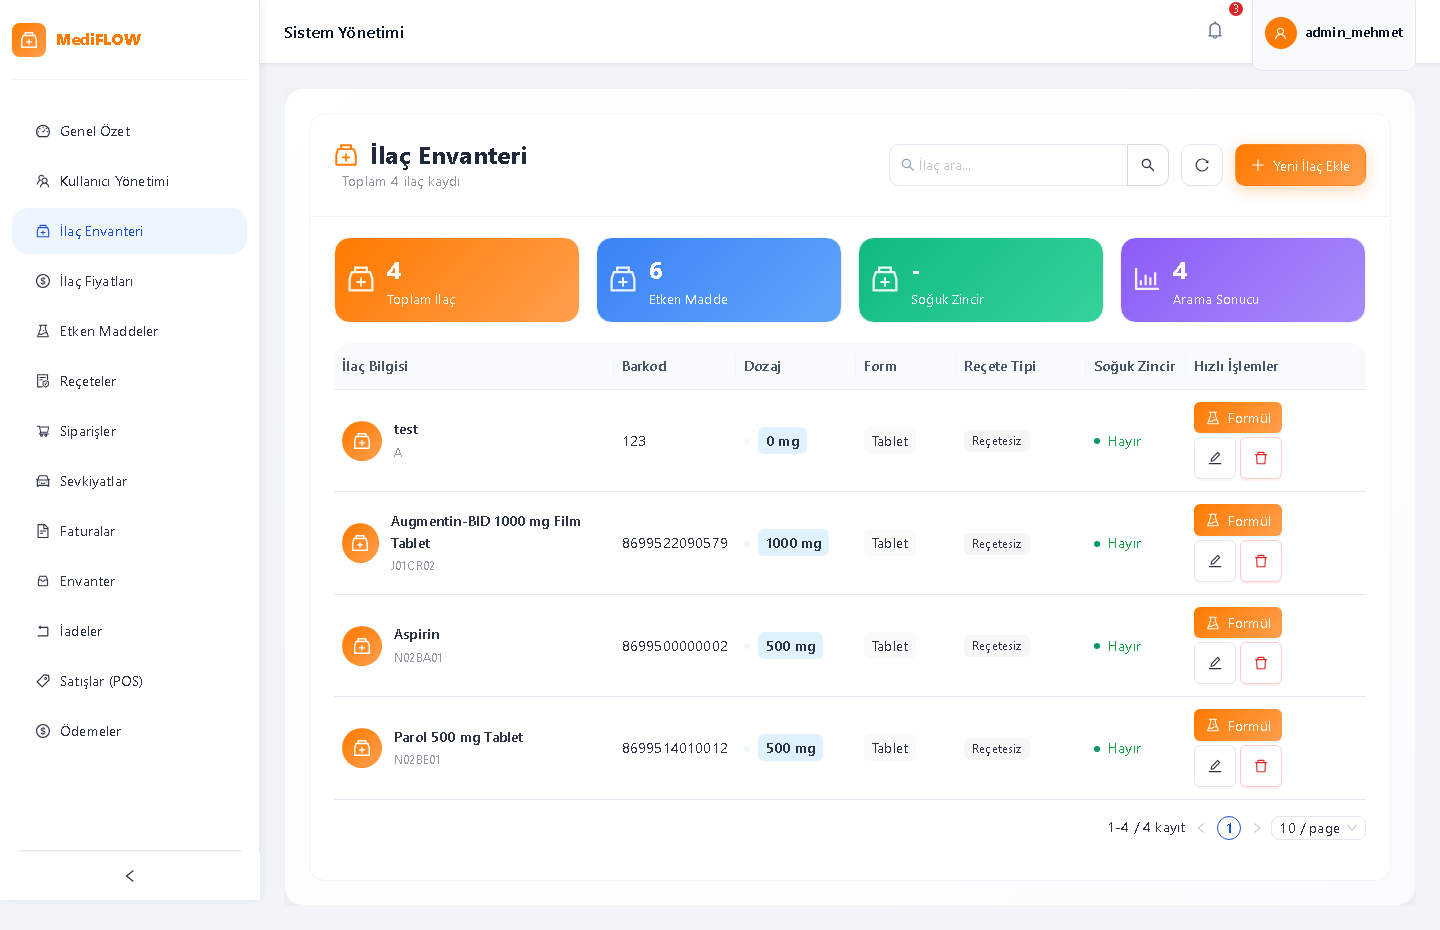 MediFLOW
Sistem Yönetimi
3
admin_mehmet
Genel Özet
Kullanıcı Yönetimi
İlaç Envanteri
İlaç Fiyatları
Etken Maddeler
Reçeteler
Siparişler
Sevkiyatlar
Faturalar
Envanter
İadeler
Satışlar (POS)
Ödemeler
İlaç Envanteri
Toplam 4 ilaç kaydı
İlaç ara...
Yeni İlaç Ekle
4
Toplam İlaç
6
Etken Madde
-
Soğuk Zincir
4
Arama Sonucu
İlaç Bilgisi Barkod Dozaj Form Reçete Tipi Soğuk Zincir Hızlı İşlemler
test
A
123 0 mg Tablet Reçetesiz Hayır Formül
Augmentin-BID 1000 mg Film
Tablet
J01CR02
8699522090579 1000 mg Tablet Reçetesiz Hayır Formül
Aspirin
N02BA01
8699500000002 500 mg Tablet Reçetesiz Hayır Formül
Parol 500 mg Tablet
N02BE01
8699514010012 500 mg Tablet Reçetesiz Hayır Formül
1-4 / 4 kayıt 1 10 / page